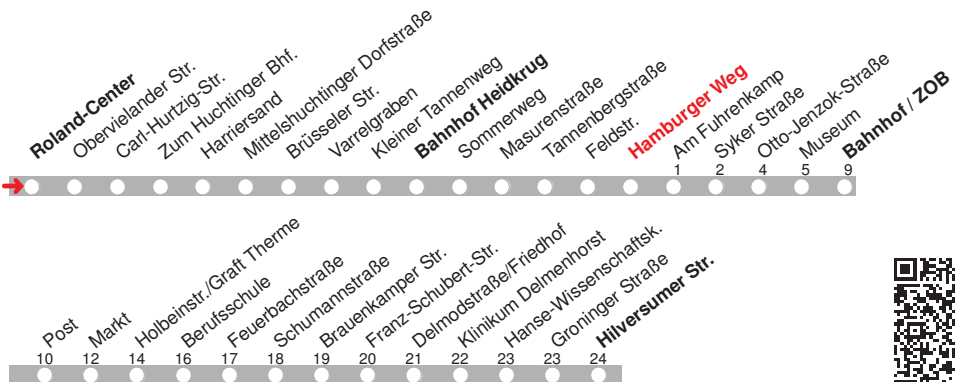 Roland-Center
Obervielander Str.
Carl-Hurtzig-Str.
Zum Huchtinger Bhf.
Harriersand
Mittelshuchtinger Dorfstraße
Brüsseler Str.
Varrelgraben
Kleiner Tannenweg
Bahnhof Heidkrug
Sommerweg
Masurenstraße
Tannenbergstraße
Feldstr.
Hamburger Weg
Am Fuhrenkamp
Syker Straße
Otto-Jenzok-Straße
Museum
Bahnhof / ZOB
1 2 4 5 9
Post
Markt
Holbeinstr./Graft Therme
Berufsschule
Feuerbachstraße
Schumannstraße
Brauenkamper Str.
Franz-Schubert-Str.
Delmodstraße/Friedhof
Klinikum Delmenhorst
Hanse-Wissenschaftsk.
Groninger Straße
Hilversumer Str.
10 12 14 16 17 18 19 20 21 22 23 23 24